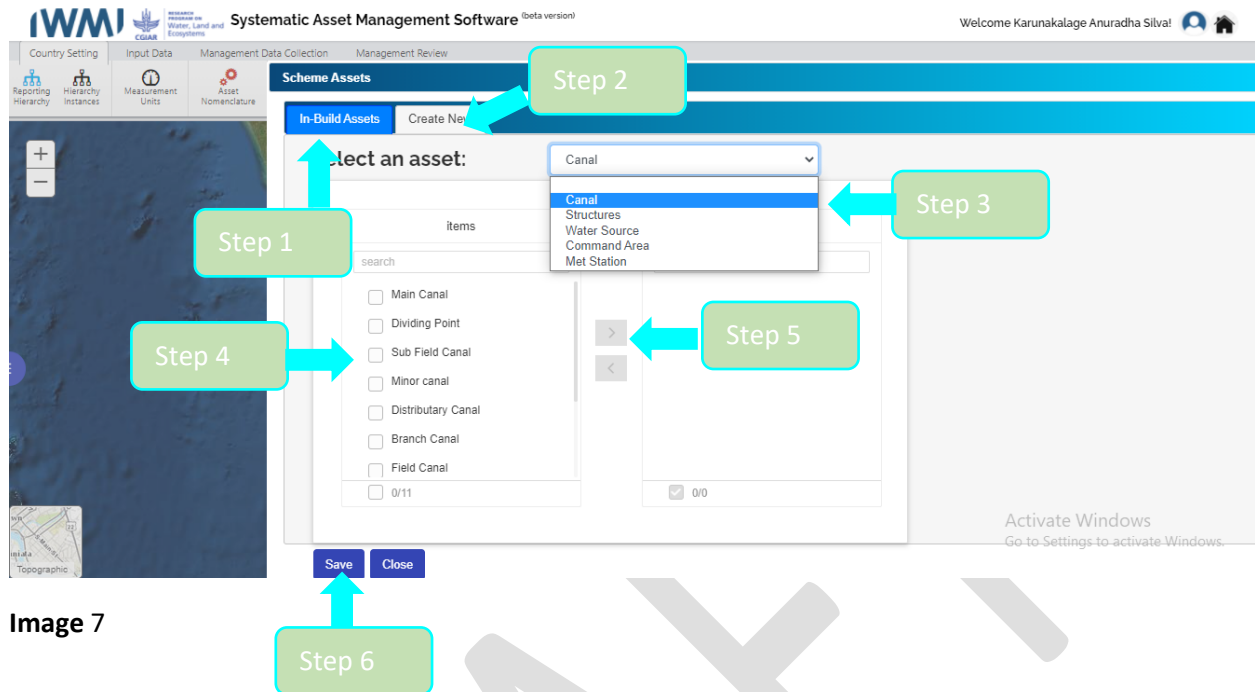 IWMI
CGIAR
RESEARCH
PROGRAM ON
Water, Land and
Ecosystems
Systematic Asset Management Software (beta version)
Welcome Karunakalage Anuradha Silva!
Country Setting Input Data Management Data Collection Management Review
Reporting Hierarchy
Hierarchy Instances
Measurement Units
Asset Nomenclature
Scheme Assets
Step 2
In-Build Assets Create Ne
lect an asset:
Canal
Canal
Structures
Water Source
Command Area
Met Station
Step 3
Step 1
items
search
Main Canal
Dividing Point
Sub Field Canal
Minor canal
Distributary Canal
Branch Canal
Field Canal
Step 4
Step 5
0/11
0/0
Topographic
Activate Windows
Go to Settings to activate Windows.
Save Close
Image 7
Step 6